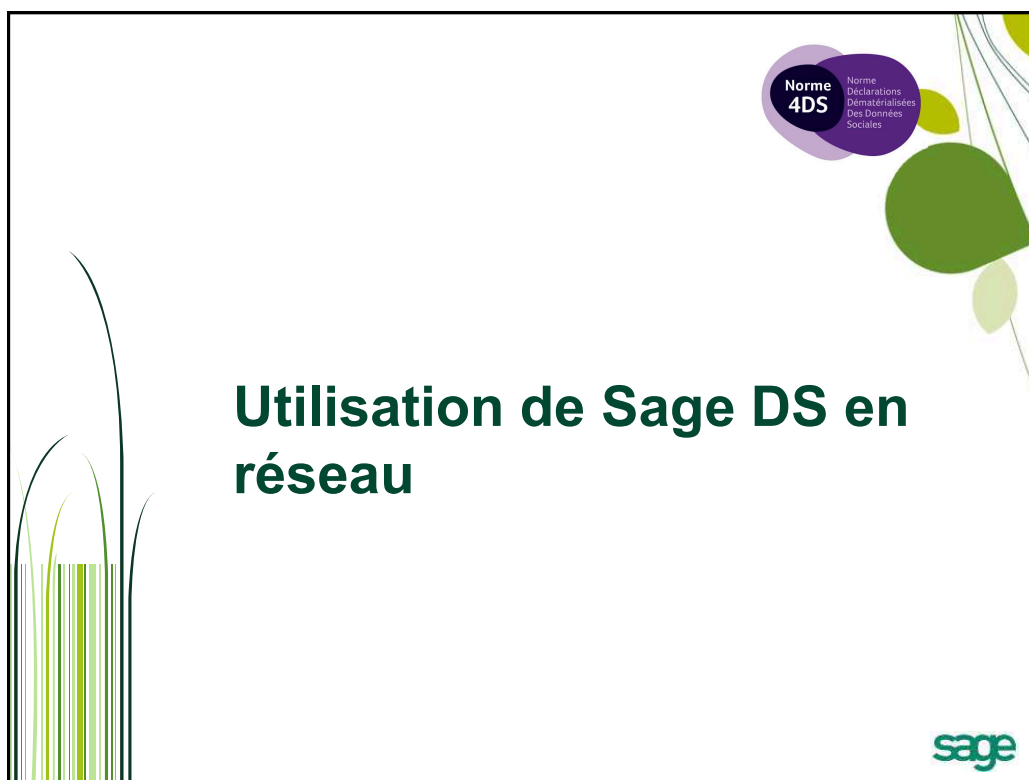 Norme
4DS
Norme
Déclarations
Dématérialisées
Des Données
Sociales
Utilisation de Sage DS en
réseau
sage